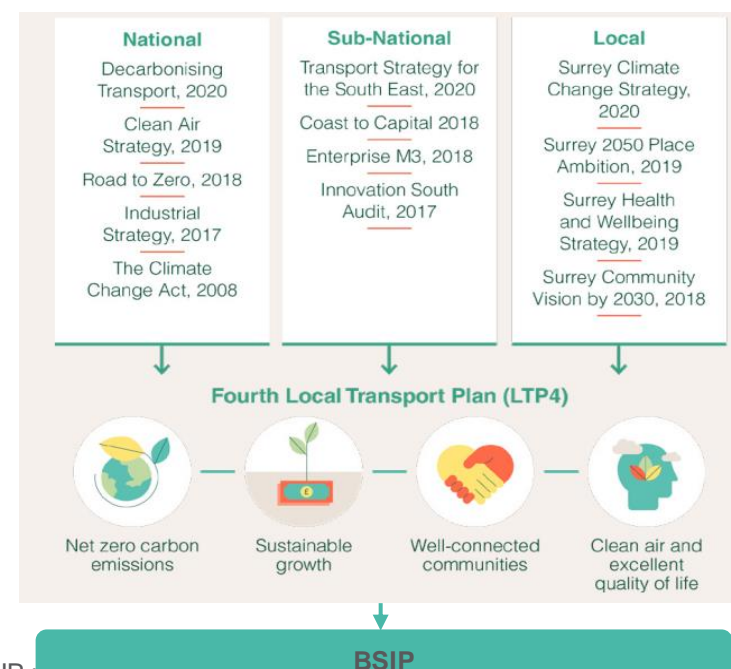 National
Decarbonising
Transport, 2020
Clean Air
Strategy, 2019
Road to Zero, 2018
Industrial
Strategy, 2017
The Climate
Change Act, 2008
Sub-National
Transport Strategy for
the South East, 2020
Coast to Capital 2018
Enterprise M3, 2018
Innovation South
Audit, 2017
Local
Surrey Climate
Change Strategy,
2020
Surrey 2050 Place
Ambition, 2019
Surrey Health
and Wellbeing
Strategy, 2019
Surrey Community
Vision by 2030, 2018
Fourth Local Transport Plan (LTP4)
£
Net zero carbon
emissions
Sustainable
growth
Well-connected
communities
Clean air and
excellent
quality of life
BSIP